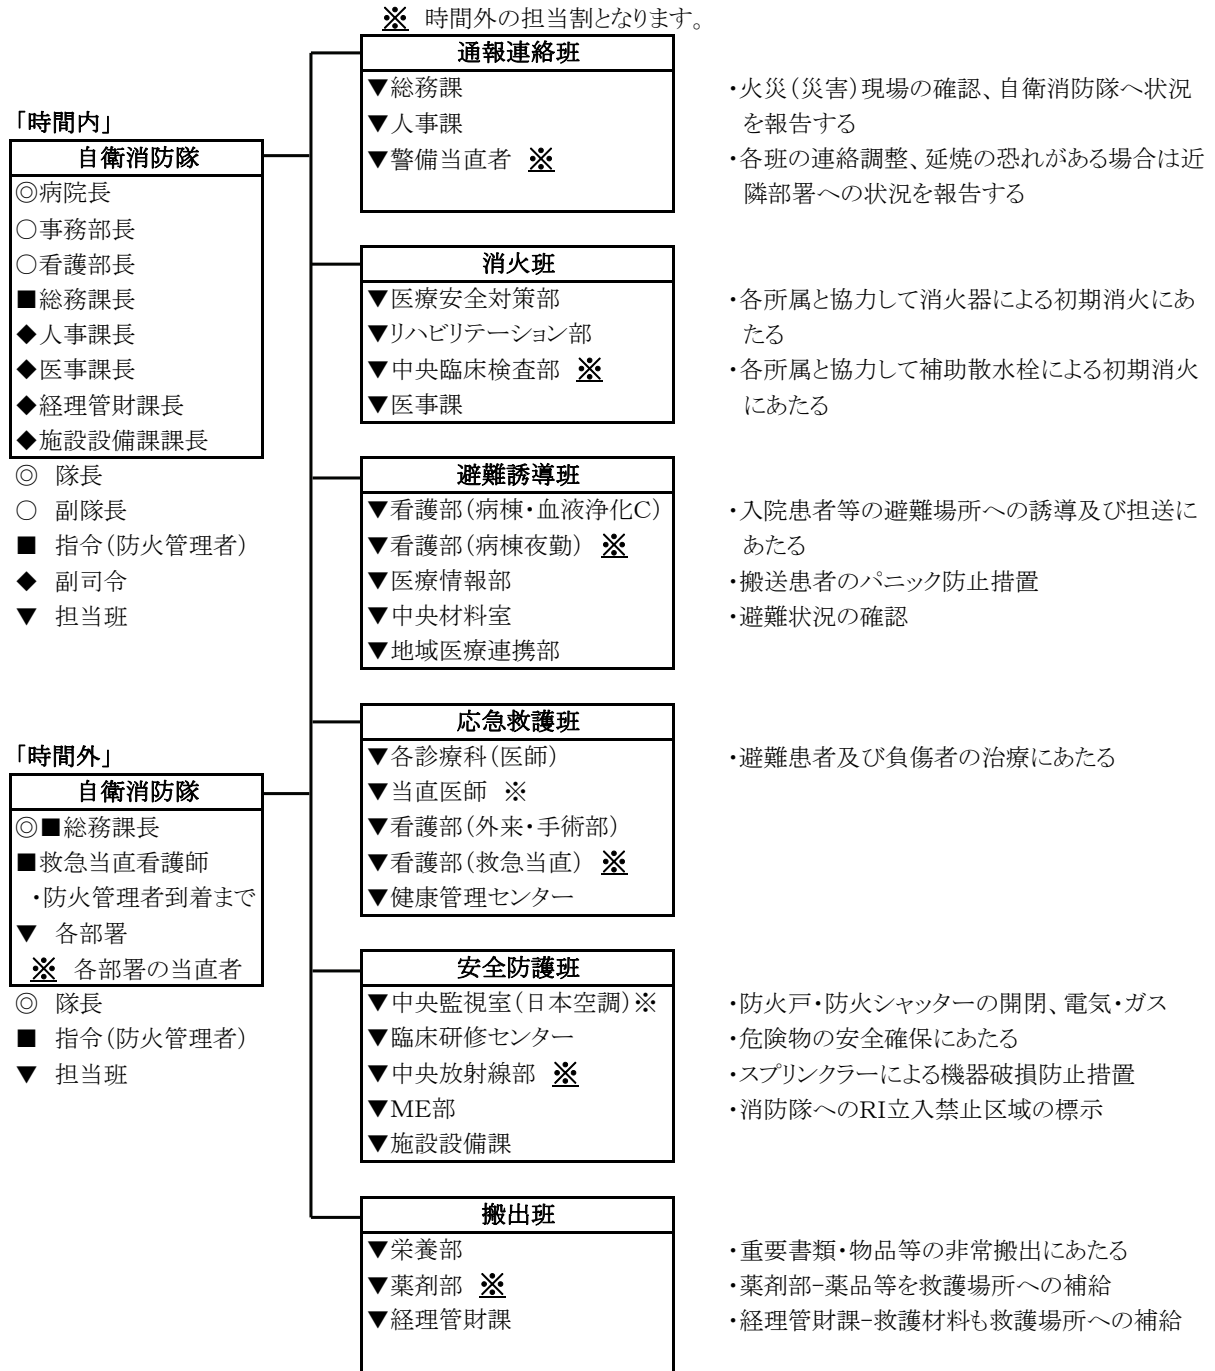 ※ 時間外の担当割となります。
「時間内」
自衛消防隊
◎病院長
○事務部長
○看護部長
■総務課長
◆人事課長
◆医事課長
◆経理管財課長
◆施設設備課課長
◎ 隊長
○ 副隊長
■ 指令(防火管理者)
◆ 副司令
▼ 担当班
「時間外」
自衛消防隊
◎■総務課長
■救急当直看護師
・防火管理者到着まで
▼ 各部署
※ 各部署の当直者
◎ 隊長
■ 指令(防火管理者)
▼ 担当班
通報連絡班
▼総務課
▼人事課
▼警備当直者 ※
・火災(災害)現場の確認、自衛消防隊へ状況
を報告する
・各班の連絡調整、延焼の恐れがある場合は近
隣部署への状況を報告する
消火班
▼医療安全対策部
▼リハビリテーション部
▼中央臨床検査部 ※
▼医事課
・各所属と協力して消火器による初期消火にあ
たる
・各所属と協力して補助散水栓による初期消火
にあたる
避難誘導班
▼看護部(病棟・血液浄化C)
▼看護部(病棟夜勤) ※
▼医療情報部
▼中央材料室
▼地域医療連携部
・入院患者等の避難場所への誘導及び担送に
あたる
・搬送患者のパニック防止措置
・避難状況の確認
応急救護班
▼各診療科(医師)
▼当直医師 ※
▼看護部(外来・手術部)
▼看護部(救急当直) ※
▼健康管理センター
・避難患者及び負傷者の治療にあたる
安全防護班
▼中央監視室(日本空調)※
▼臨床研修センター
▼中央放射線部 ※
▼ME部
▼施設設備課
・防火戸・防火シャッターの開閉、電気・ガス
・危険物の安全確保にあたる
・スプリンクラーによる機器破損防止措置
・消防隊へのRI立入禁止区域の標示
搬出班
▼栄養部
▼薬剤部 ※
▼経理管財課
・重要書類・物品等の非常搬出にあたる
・薬剤部-薬品等を救護場所への補給
・経理管財課-救護材料も救護場所への補給